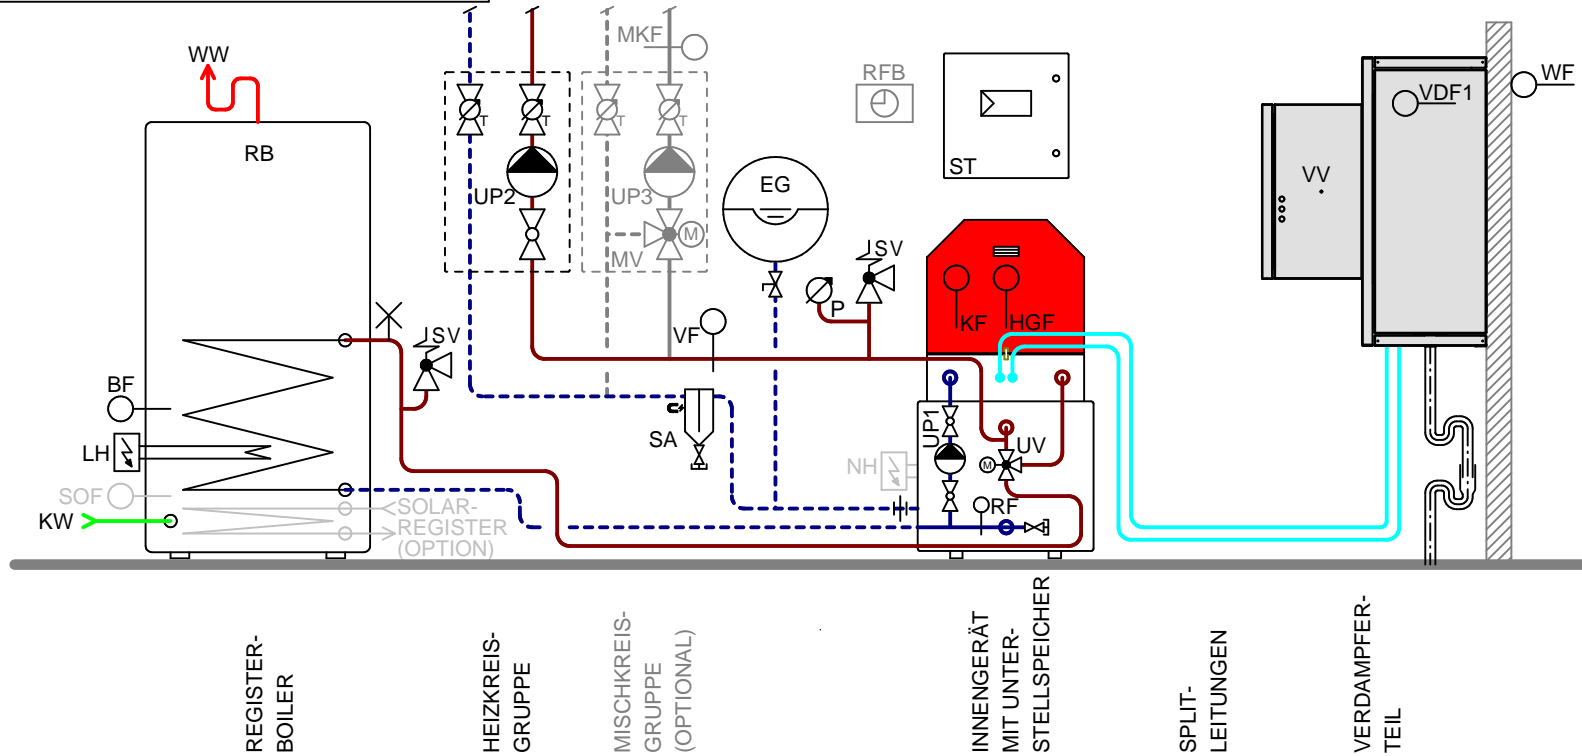 WW
MKF
RFB
WF
VDF1
T
T
T
T
RB
ST
EG
VV
UP2
UP3
M
MV
SV
P
KF
HGF
VF
SV
BF
LH
SA
UP1
UV
M
NH
SOF
KW
SOLAR-
REGISTER
(OPTION)
RF
REGISTER-
BOILER
HEIZKREIS-
GRUPPE
MISCHKREIS-
GRUPPE
(OPTIONAL)
INNENGERÄT
MIT UNTER-
STELLSPEICHER
SPLIT-
LEITUNGEN
VERDAMPFER-
TEIL